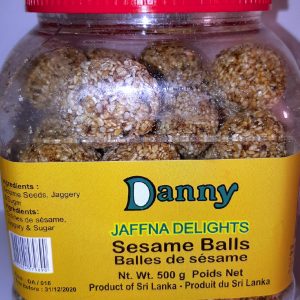 Danny
JAFFNA DELIGHTS
Sesame Balls
Balles de sésame
Nt. Wt. 500 g Poids Net
Product of Sri Lanka - Produit du Sri Lanka
Ingredients :
Sesame Seeds, Jaggery
Sugar
Ingrédients :
de sésame,
& Sugar
31/12/2020